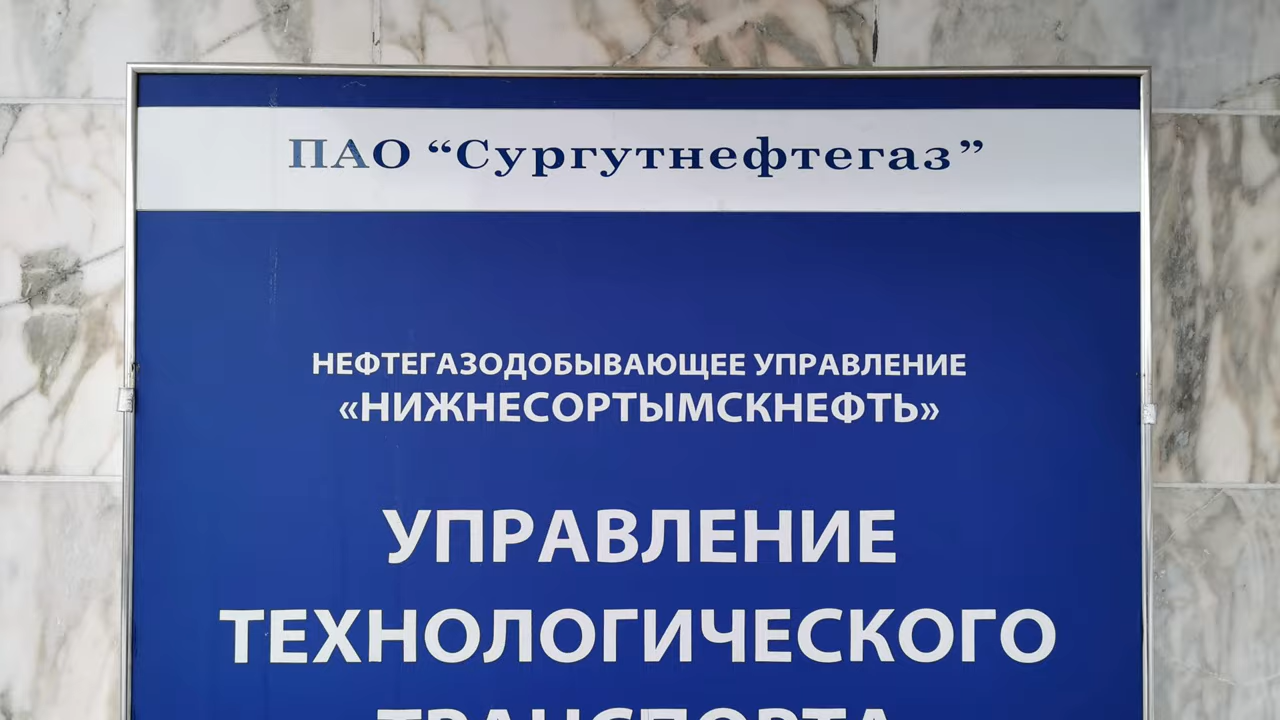 ПАО “Сургутнефтегаз”
НЕФТЕГАЗОДОБЫВАЮЩЕЕ УПРАВЛЕНИЕ
«НИЖНЕСОРТЫМСКНЕФТЬ»
УПРАВЛЕНИЕ
ТЕХНОЛОГИЧЕСКОГО
ТРАНСПОРТА